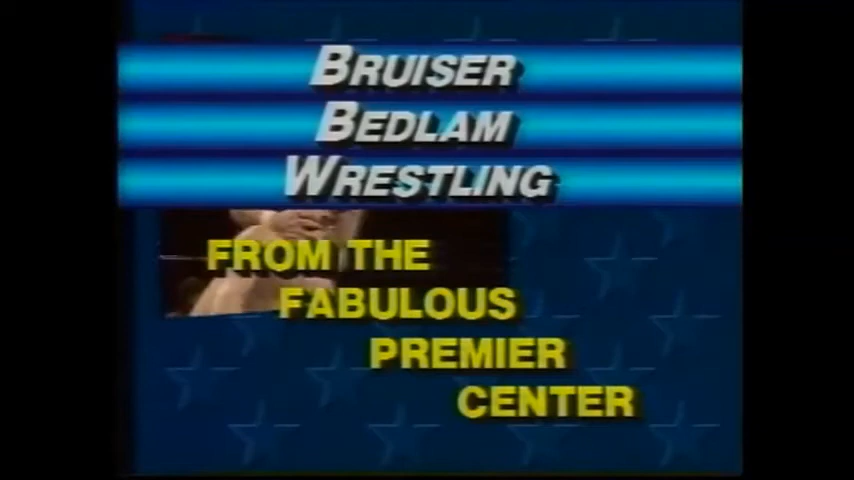 BRUISER
BEDLAM
WRESTLING
FROM THE
FABULOUS
PREMIER
CENTER